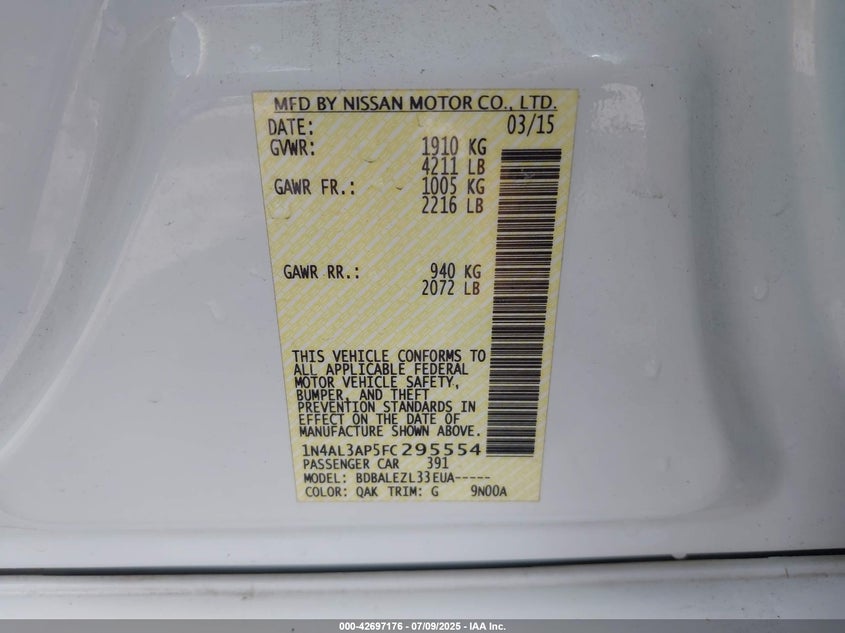 MFD BY NISSAN MOTOR CO., LTD.
DATE: 03/15
GVWR: 1910 KG
4211 LB
GAWR FR.: 1005 KG
2216 LB
GAWR RR.: 940 KG
2072 LB
THIS VEHICLE CONFORMS TO
ALL APPLICABLE FEDERAL
MOTOR VEHICLE SAFETY,
BUMPER, AND THEFT
PREVENTION STANDARDS IN
EFFECT ON THE DATE OF
MANUFACTURE SHOWN ABOVE.
1N4AL3AP5FC295554
PASSENGER CAR 391
MODEL: BDBALEZL33EUA-----
COLOR: QAK TRIM: G 9N00A
000-42697176 - 07/09/2025 - IAA Inc.